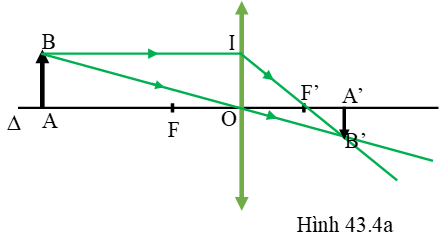 B I
F' A'
Δ A F O B'
Hình 43.4a